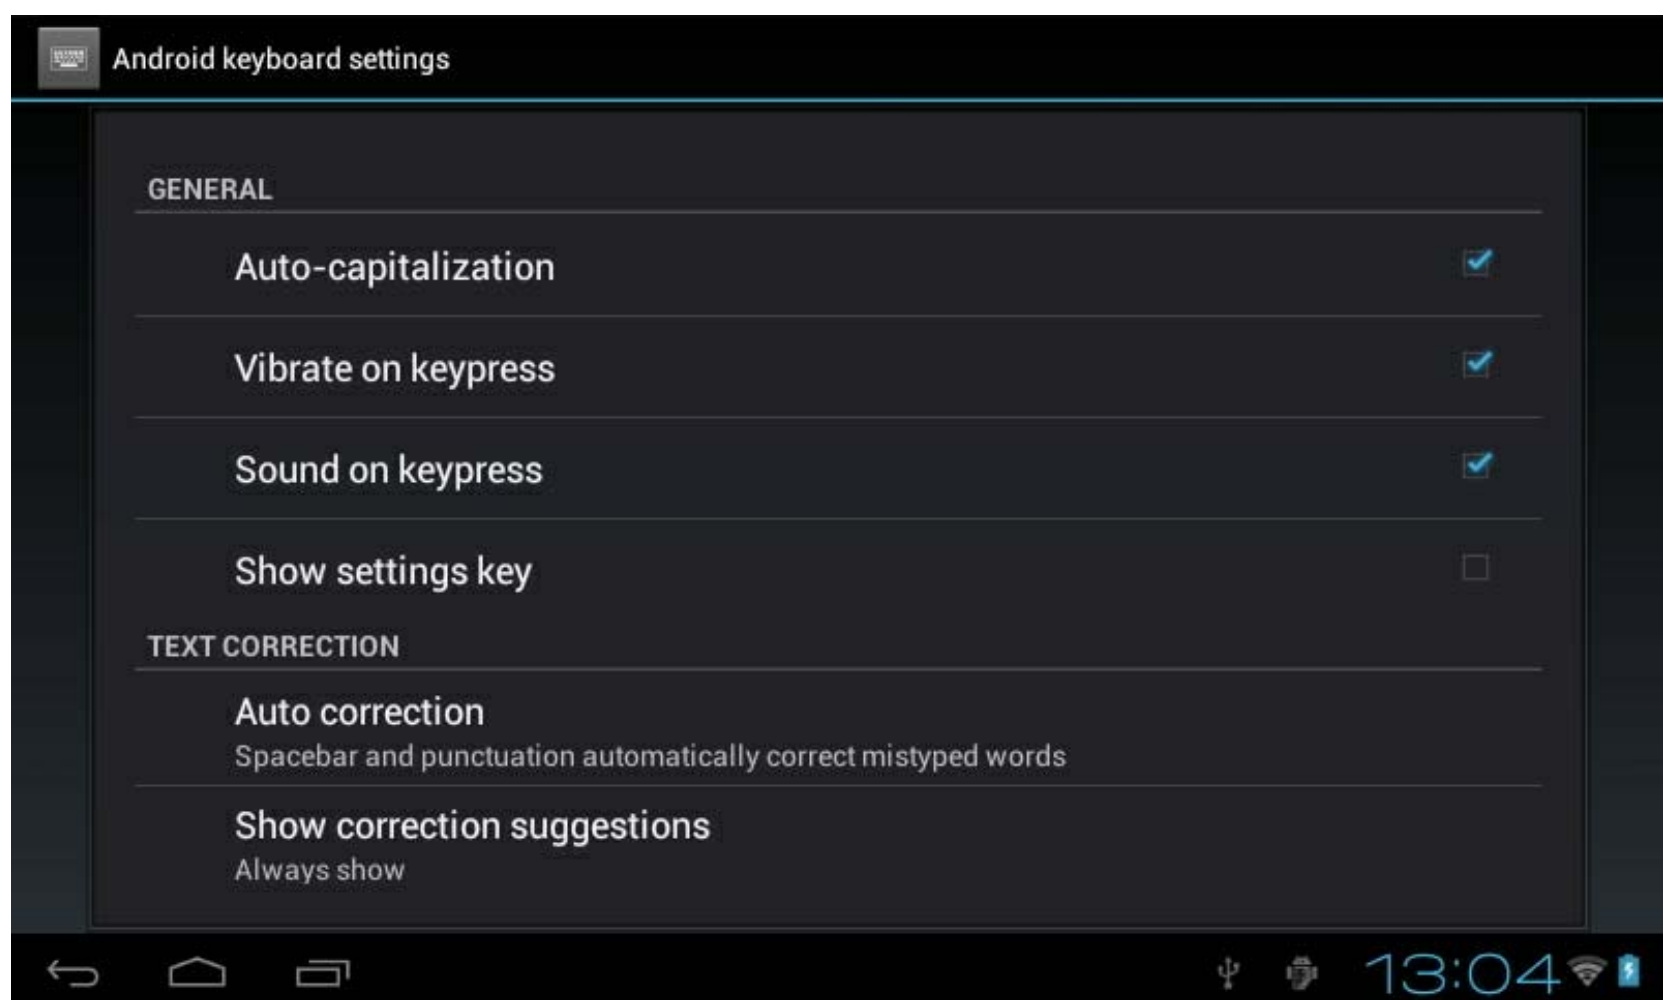 Android keyboard settings
GENERAL
Auto-capitalization
Vibrate on keypress
Sound on keypress
Show settings key
TEXT CORRECTION
Auto correction
Spacebar and punctuation automatically correct mistyped words
Show correction suggestions
Always show
13:04